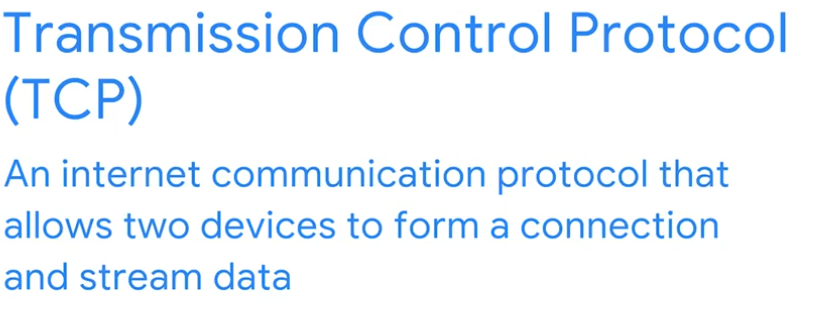 Transmission Control Protocol
(TCP)
An internet communication protocol that
allows two devices to form a connection
and stream data